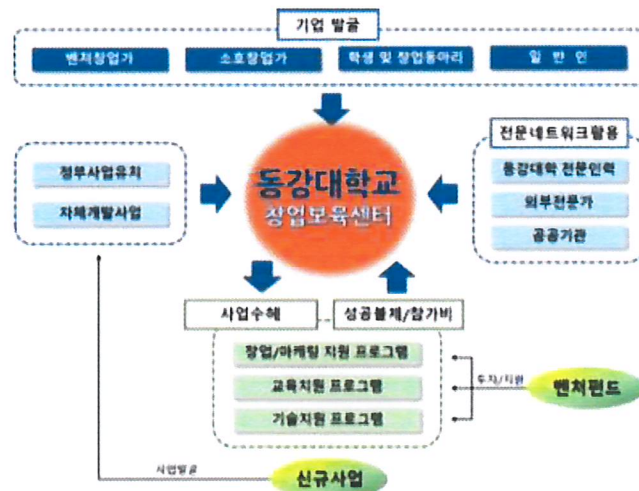 기업 발굴
벤처창업가
소호창업가
학생 및 창업동아리
일 반 인
전문네트워크활용
정부사업유치
자체개발사업
동강대학교
창업보육센터
동강대학 전문인력
외부전문가
공공기관
사업수혜
성공불제/참가비
창업/마케팅 지원 프로그램
교육지원 프로그램
기술지원 프로그램
투자/지원
벤처펀드
사업발굴
신규사업